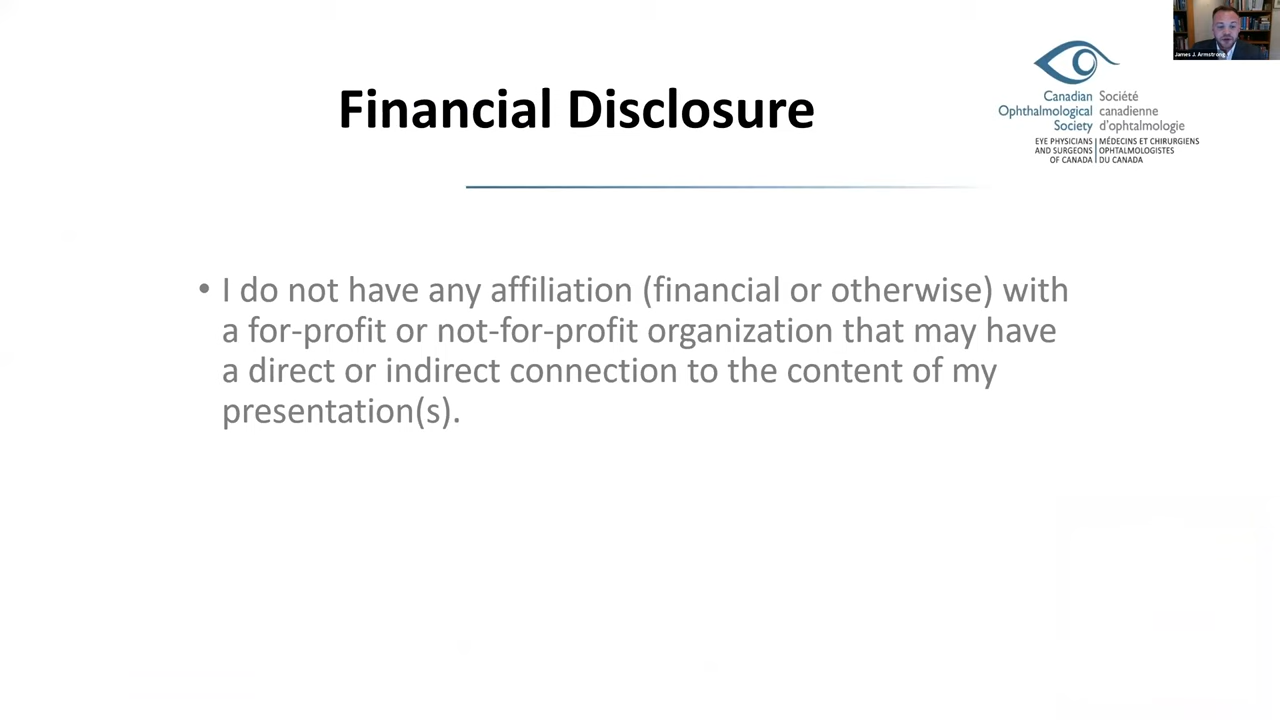 Financial Disclosure
James J. Armstrong
Canadian
Ophthalmological
Society
Société
canadienne
d'ophtalmologie
EYE PHYSICIANS
AND SURGEONS
OF CANADA
MÉDECINS ET CHIRURGIENS
OPHTALMOLOGISTES
DU CANADA
• I do not have any affiliation (financial or otherwise) with
a for-profit or not-for-profit organization that may have
a direct or indirect connection to the content of my
presentation(s).